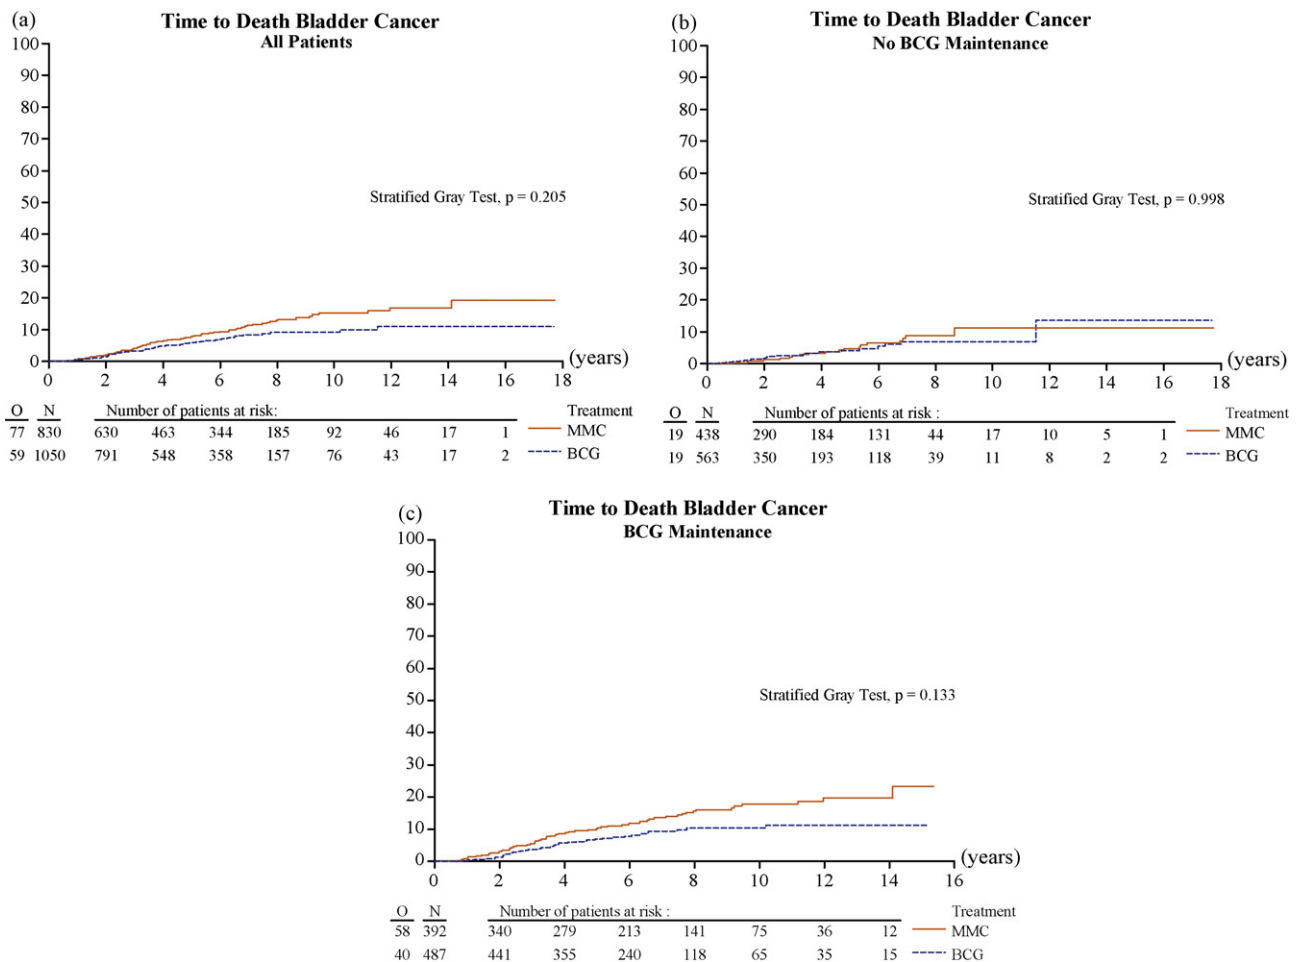 (a)
Time to Death Bladder Cancer
All Patients
100
90
80
70
60
50
40
30
20
10
0
Stratified Gray Test, p = 0.205
(years)
0 2 4 6 8 10 12 14 16 18
O N Number of patients at risk: Treatment
77 830 630 463 344 185 92 46 17 1 MMC
59 1050 791 548 358 157 76 43 17 2 BCG
(b)
Time to Death Bladder Cancer
No BCG Maintenance
100
90
80
70
60
50
40
30
20
10
0
Stratified Gray Test, p = 0.998
(years)
0 2 4 6 8 10 12 14 16 18
O N Number of patients at risk : Treatment
19 438 290 184 131 44 17 10 5 1 MMC
19 563 350 193 118 39 11 8 2 2 BCG
(c)
Time to Death Bladder Cancer
BCG Maintenance
100
90
80
70
60
50
40
30
20
10
0
Stratified Gray Test, p = 0.133
(years)
0 2 4 6 8 10 12 14 16
O N Number of patients at risk : Treatment
58 392 340 279 213 141 75 36 12 MMC
40 487 441 355 240 118 65 35 15 BCG